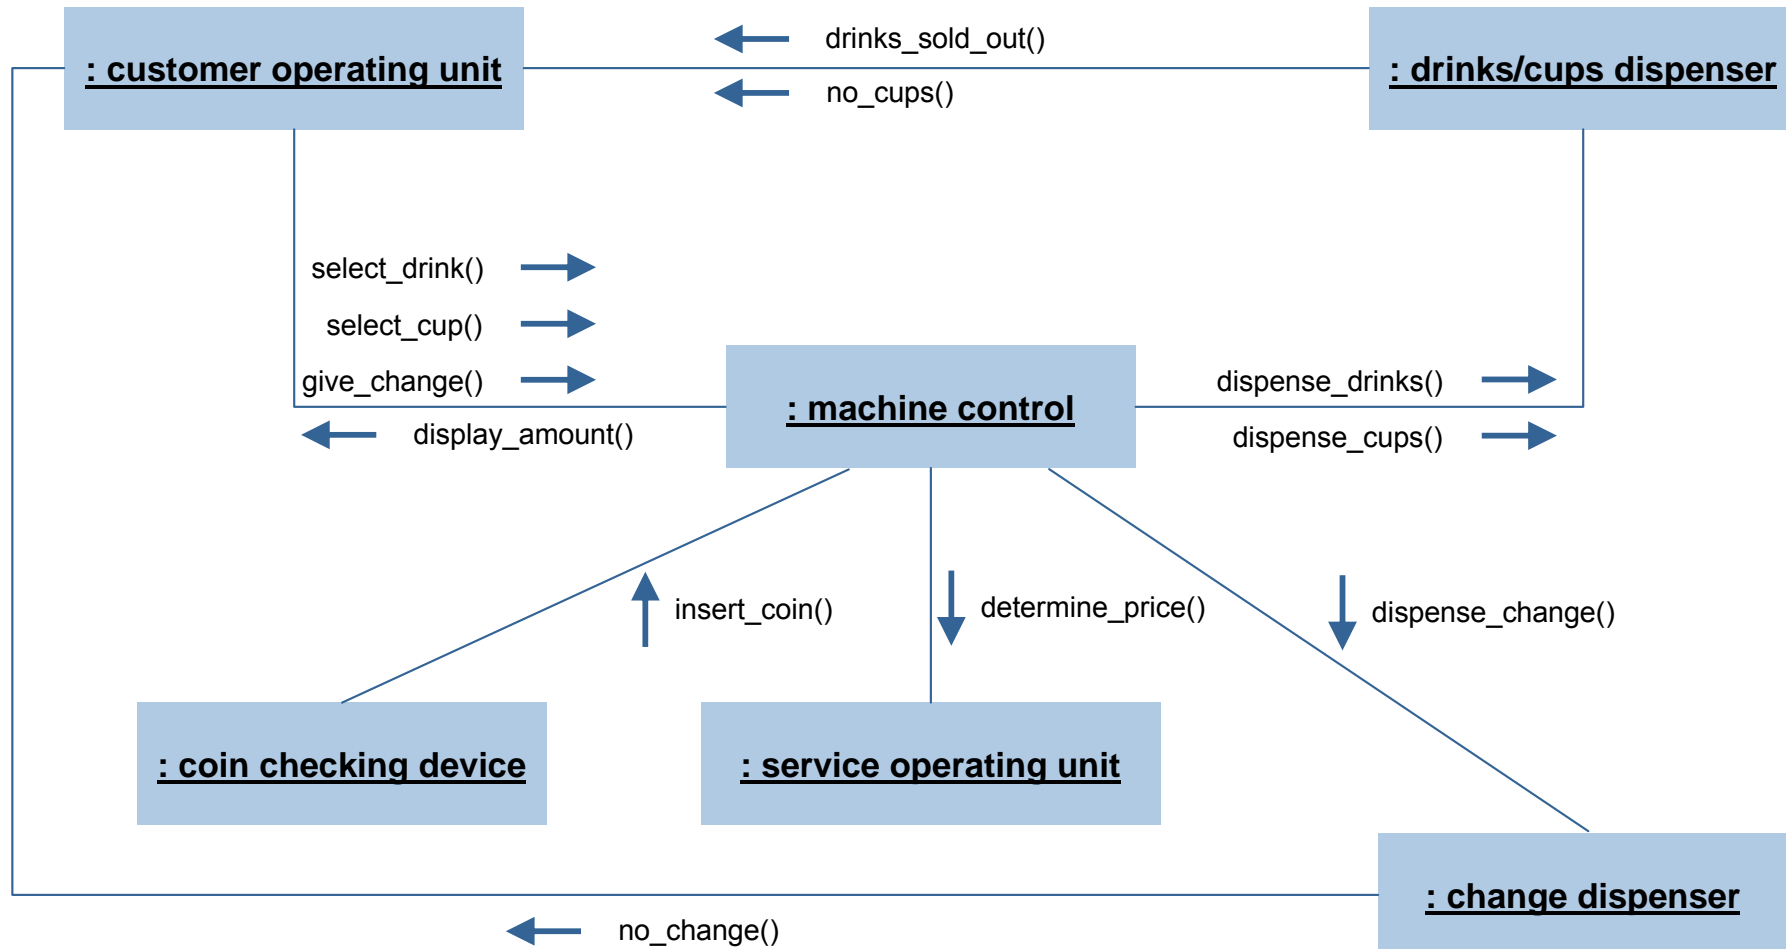 drinks_sold_out()
: customer operating unit
: drinks/cups dispenser
no_cups()
select_drink()
select_cup()
give_change()
dispense_drinks()
: machine control
display_amount()
dispense_cups()
insert_coin()
determine_price()
dispense_change()
: coin checking device
: service operating unit
: change dispenser
no_change()